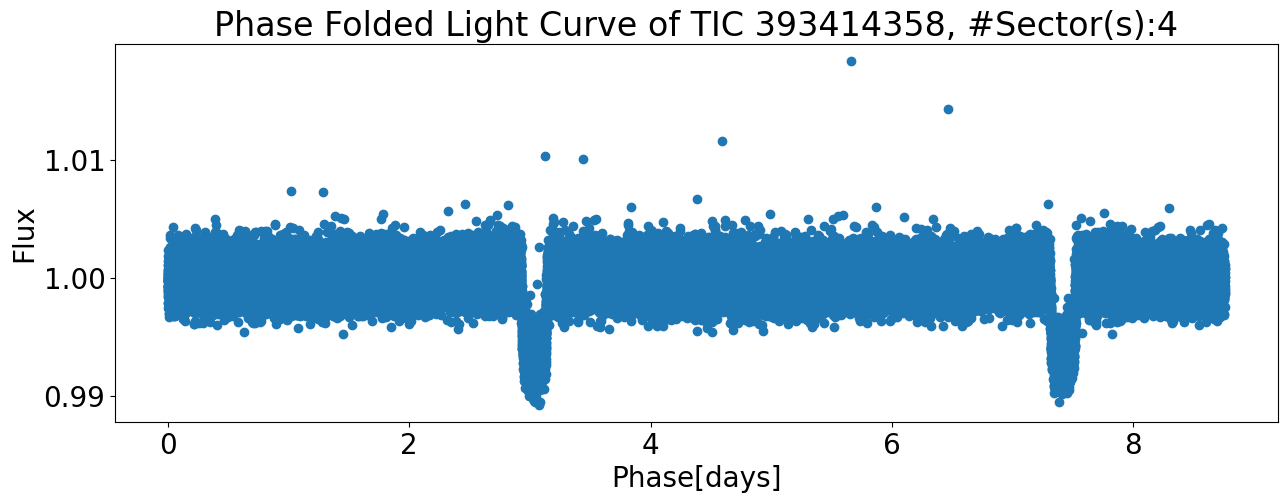 Phase Folded Light Curve of TIC 393414358, #Sector(s):4
1.01
1.00
0.99
Flux
0
2
4
6
8
Phase[days]